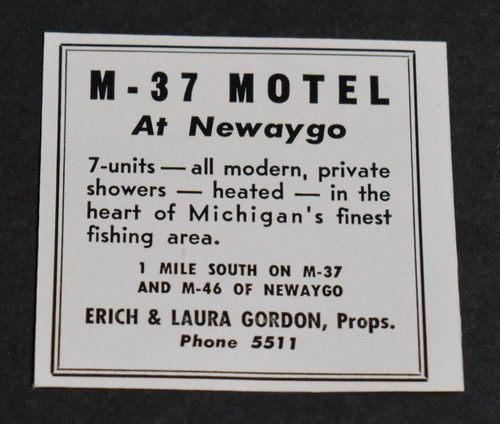 M-37 MOTEL
At Newaygo
7-units — all modern, private
showers — heated — in the
heart of Michigan's finest
fishing area.
1 MILE SOUTH ON M-37
AND M-46 OF NEWAYGO
ERICH & LAURA GORDON, Props.
Phone 5511